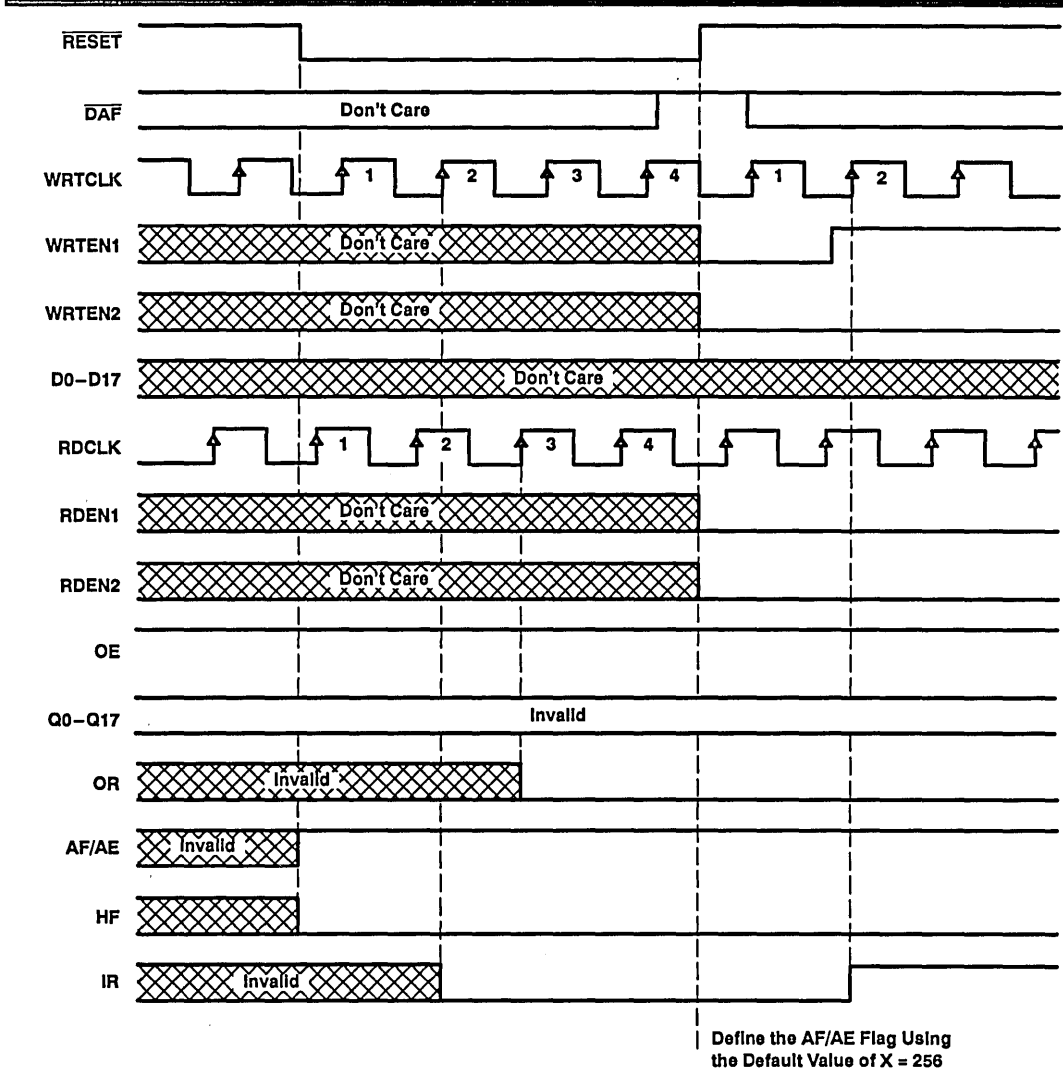 RESET
DAF Don't Care
WRTCLK 1 2 3 4 1 2
WRTEN1 Don't Care
WRTEN2 Don't Care
D0–D17 Don't Care
RDCLK 1 2 3 4
RDEN1 Don't Care
RDEN2 Don't Care
OE
Q0–Q17 Invalid
OR Invalid
AF/AE Invalid
HF
IR Invalid
Define the AF/AE Flag Using
the Default Value of X = 256